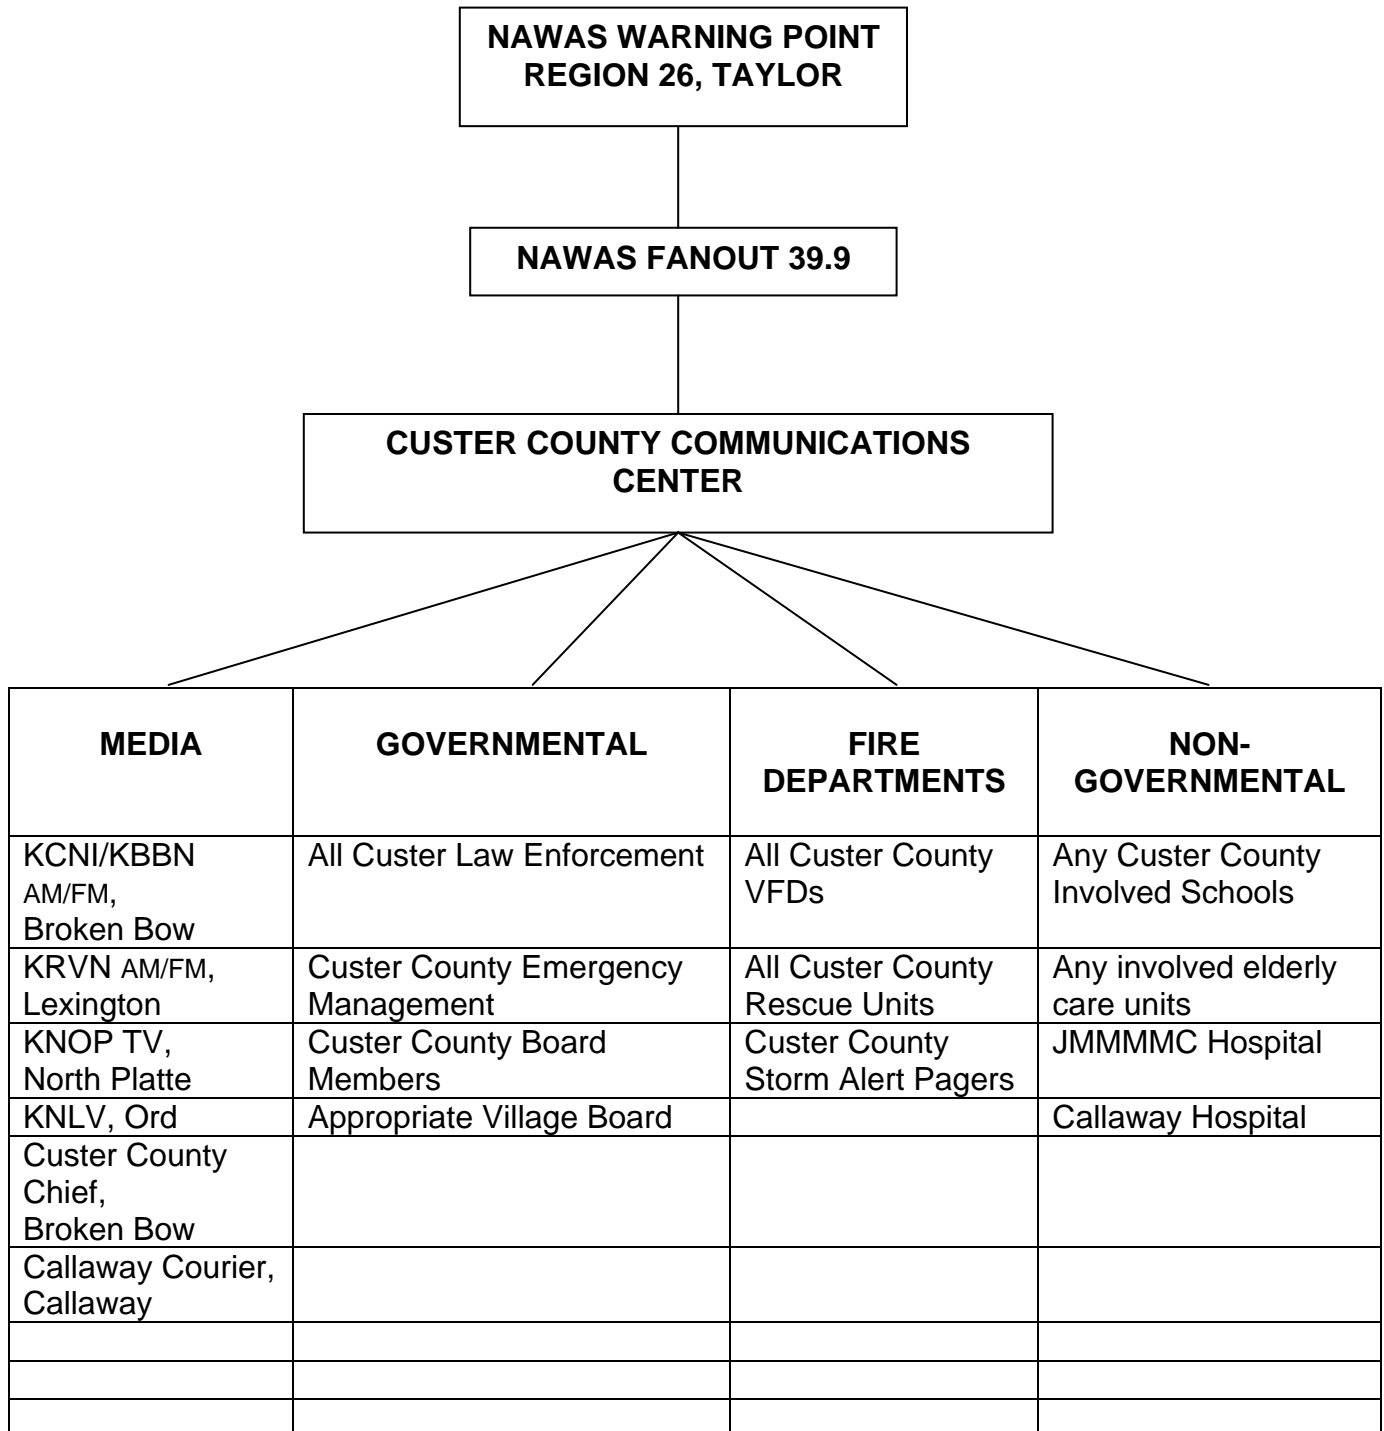 NAWAS WARNING POINT
REGION 26, TAYLOR
NAWAS FANOUT 39.9
CUSTER COUNTY COMMUNICATIONS
CENTER
MEDIA
GOVERNMENTAL
FIRE
DEPARTMENTS
NON-
GOVERNMENTAL
KCNI/KBBN
AM/FM,
Broken Bow
All Custer Law Enforcement
All Custer County
VFDs
Any Custer County
Involved Schools
KRVN AM/FM,
Lexington
Custer County Emergency
Management
All Custer County
Rescue Units
Any involved elderly
care units
KNOP TV,
North Platte
Custer County Board
Members
Custer County
Storm Alert Pagers
JMMMMC Hospital
KNLV, Ord
Appropriate Village Board
Callaway Hospital
Custer County
Chief,
Broken Bow
Callaway Courier,
Callaway